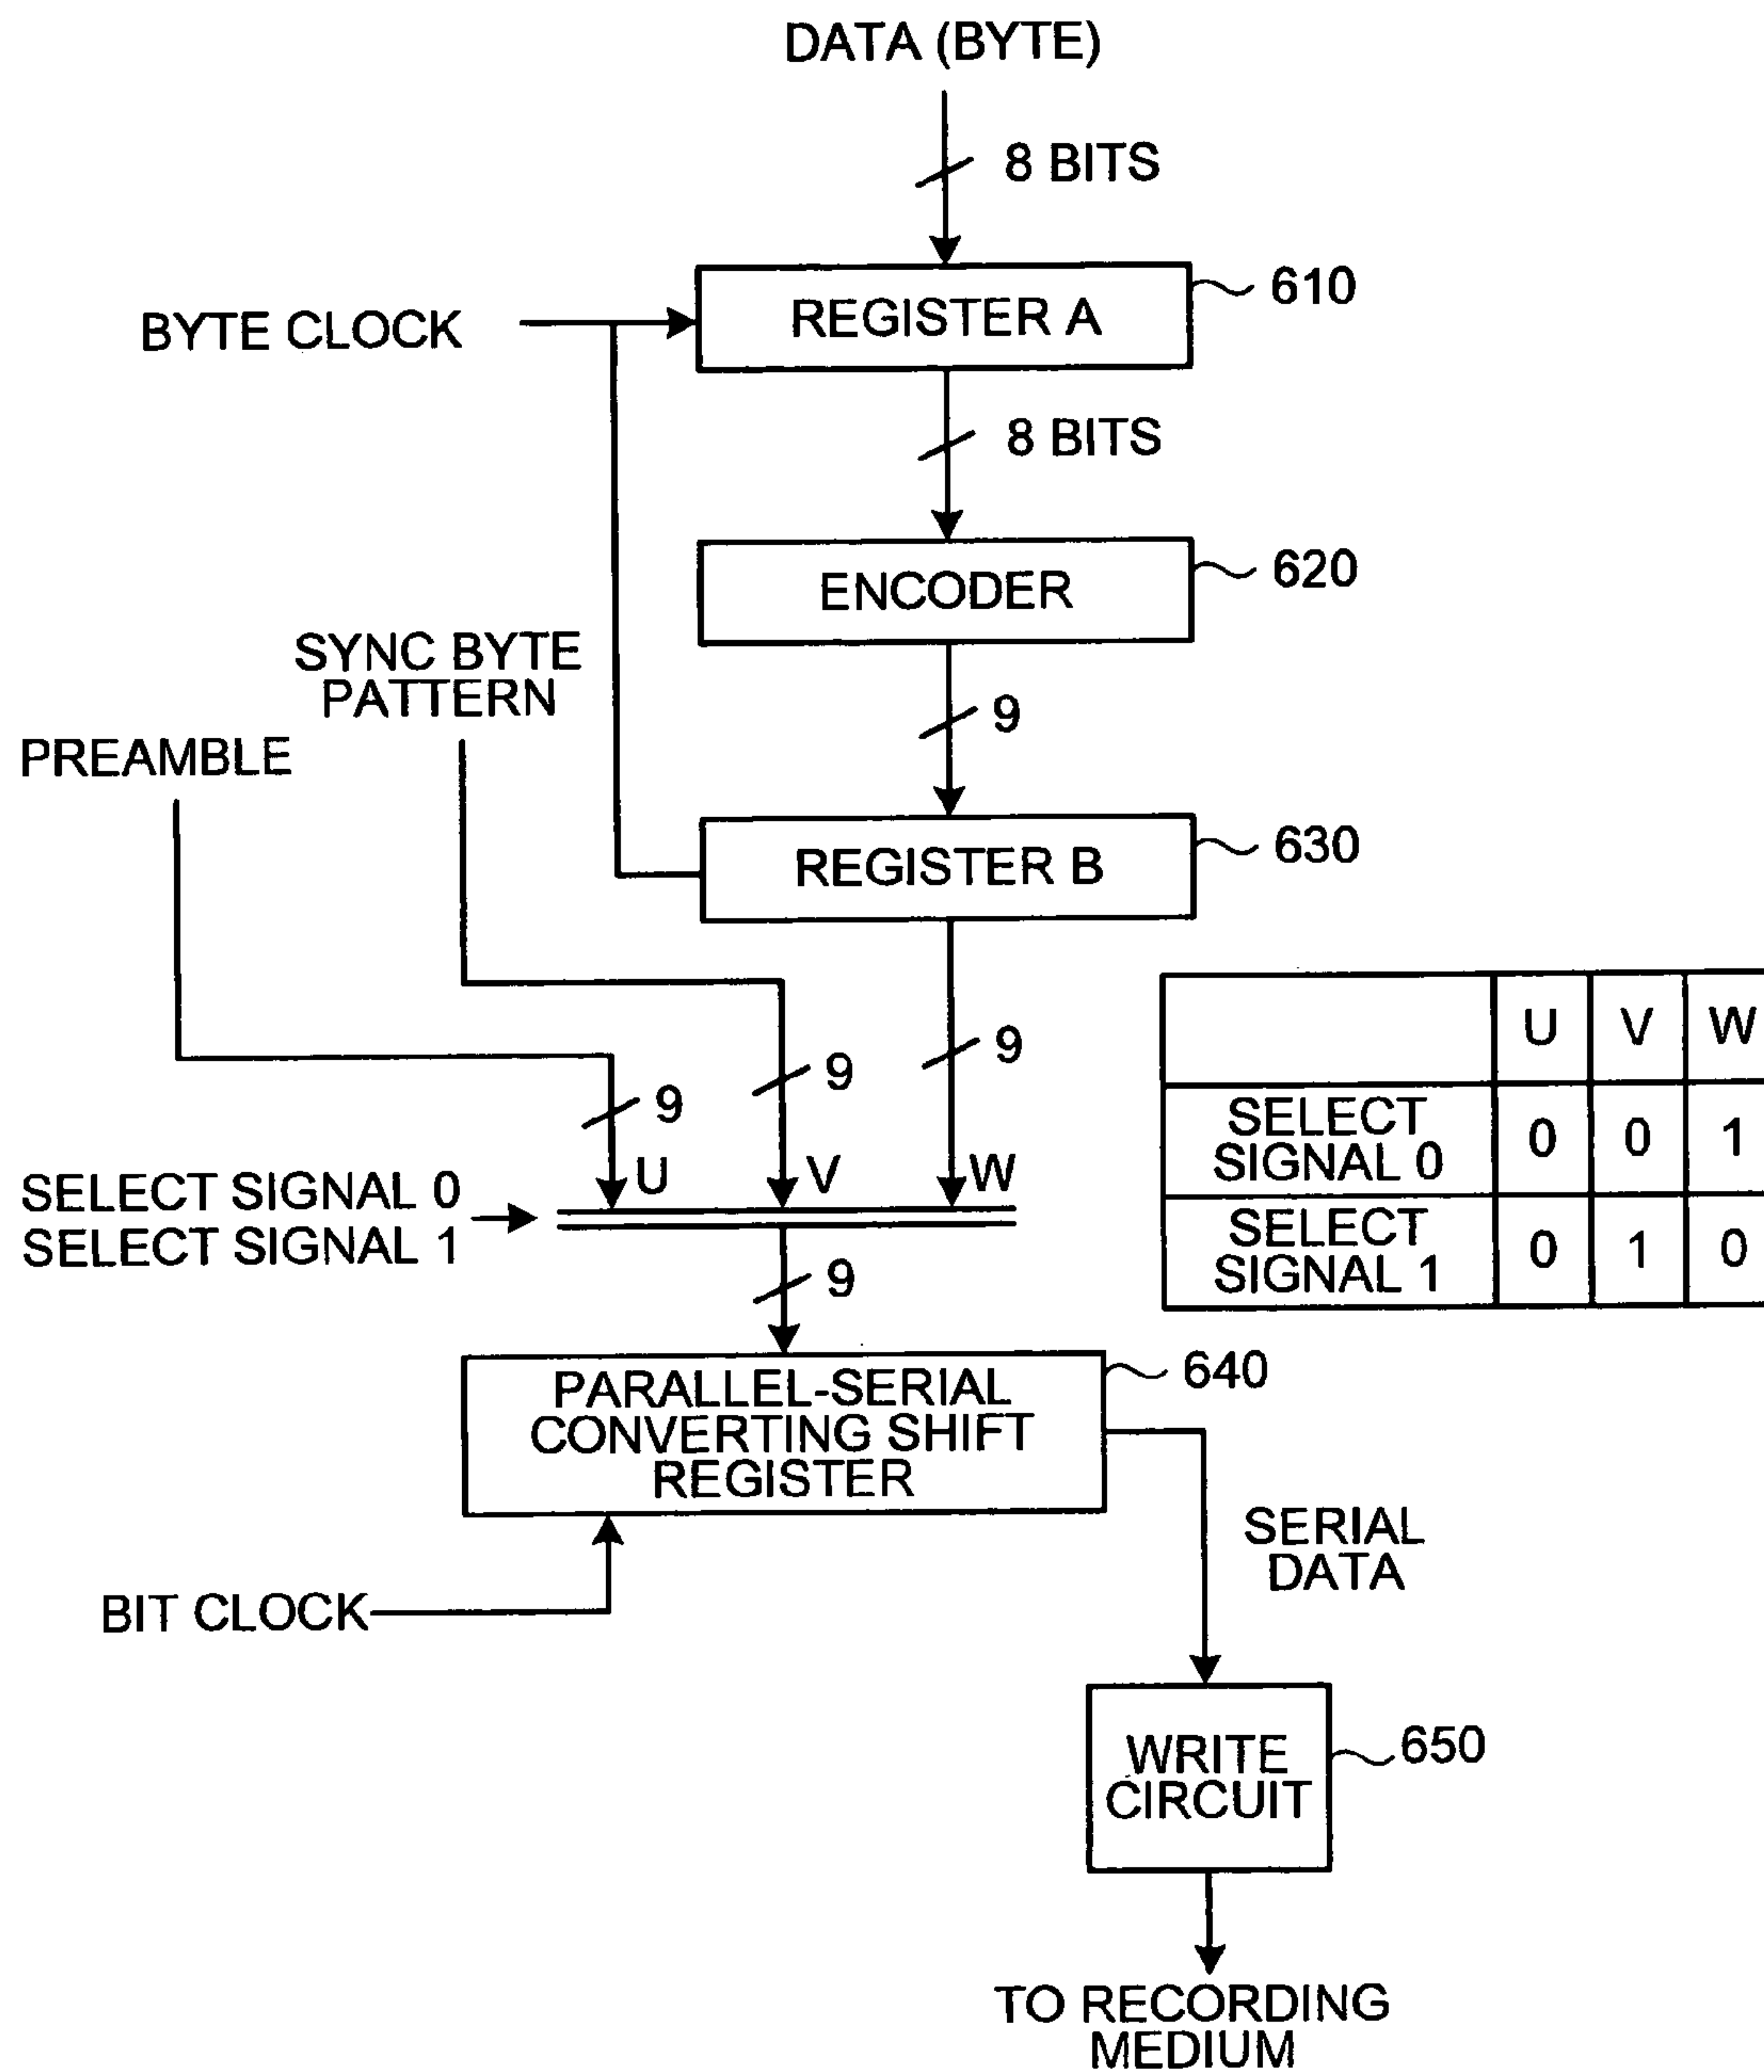 DATA (BYTE)
8 BITS
610
REGISTER A
BYTE CLOCK
8 BITS
620
ENCODER
SYNC BYTE
PATTERN
9
PREAMBLE
630
REGISTER B
9
9
9
U V W
SELECT SIGNAL 0
SELECT SIGNAL 1
9
U V W
SELECT
SIGNAL 0
0 0 1
SELECT
SIGNAL 1
0 1 0
640
PARALLEL-SERIAL
CONVERTING SHIFT
REGISTER
SERIAL
DATA
BIT CLOCK
650
WRITE
CIRCUIT
TO RECORDING
MEDIUM